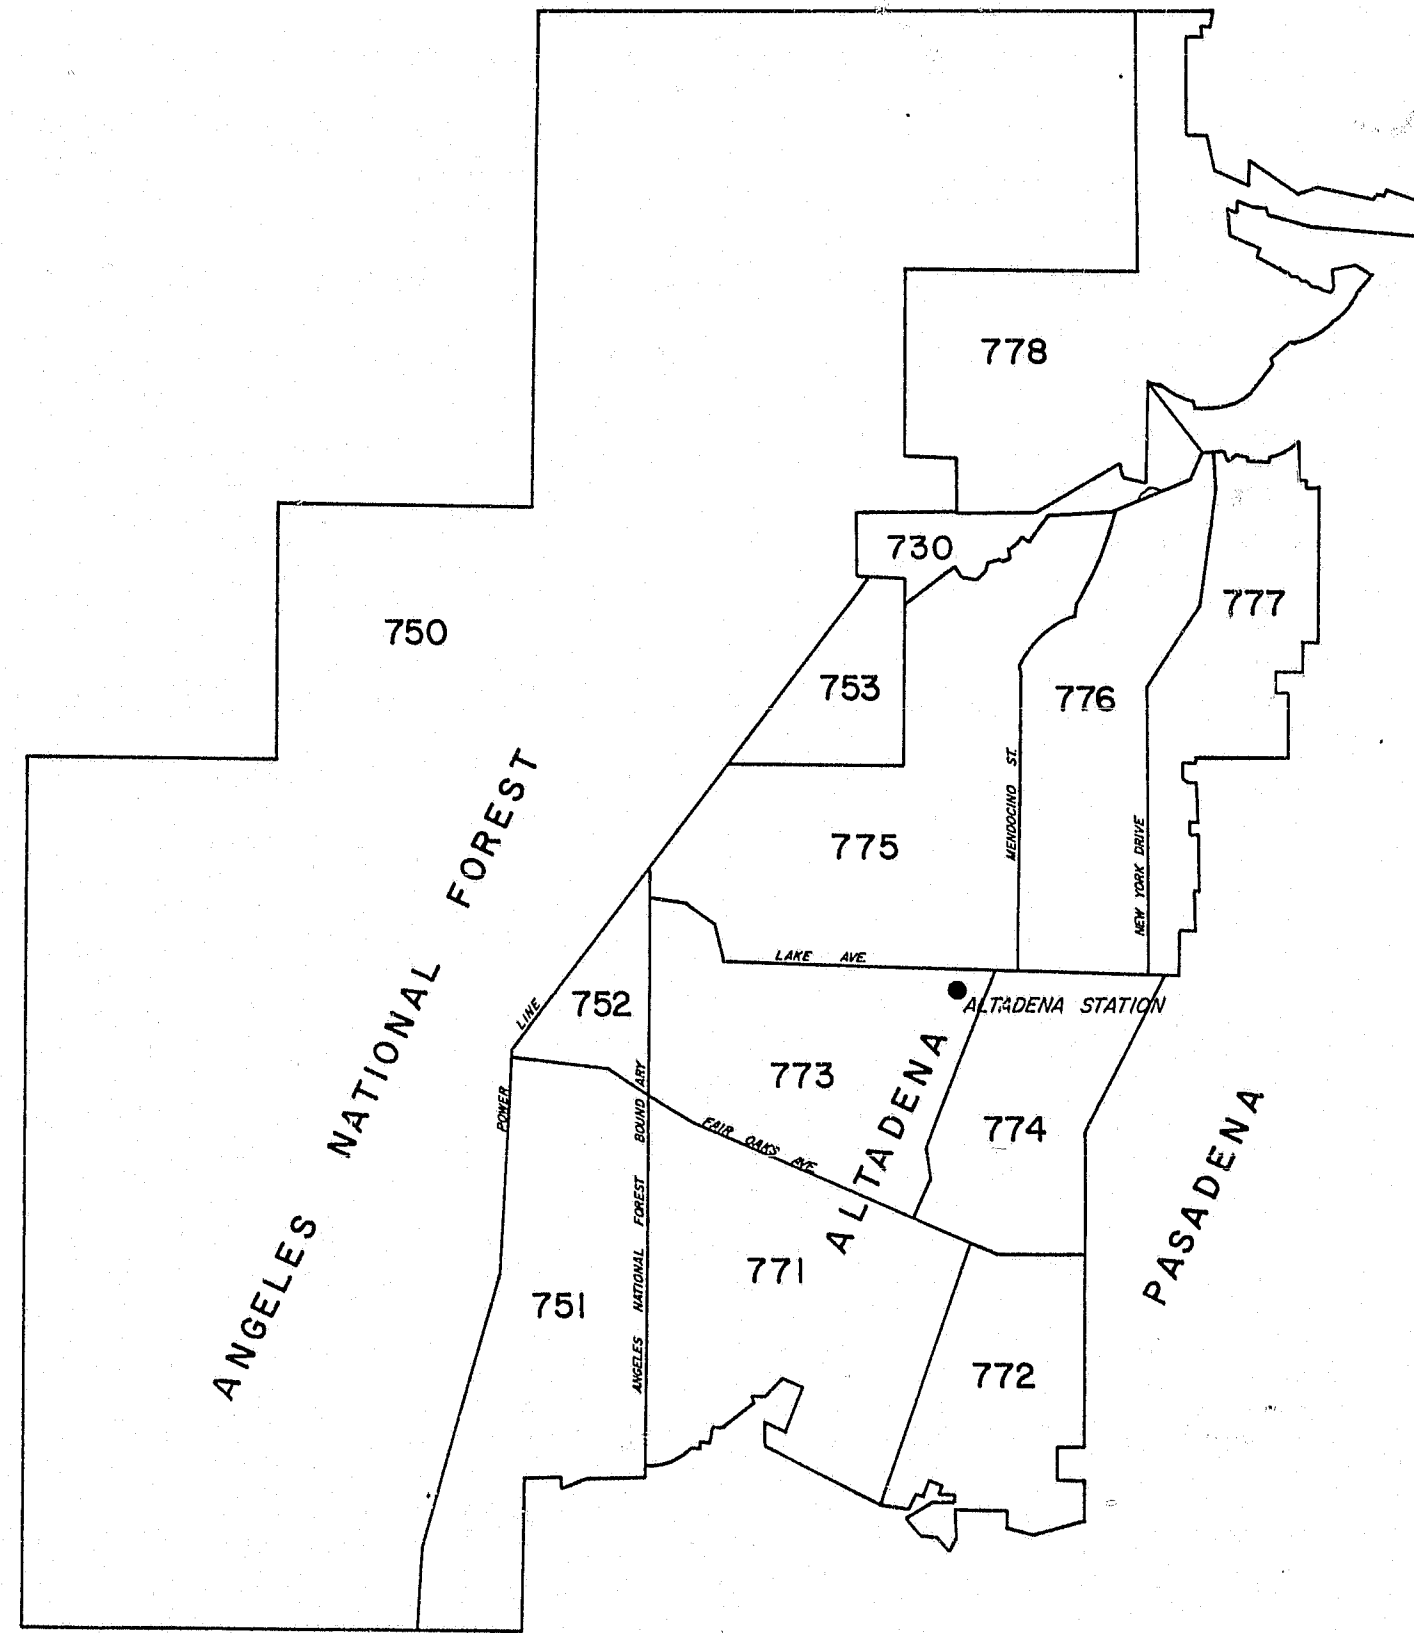 778
730
777
750
753
776
ANGELES NATIONAL FOREST
MENDOCINO ST.
775
NEW YORK DRIVE
LAKE AVE.
752
ALTADENA STATION
POWER LINE
773
ALTADENA
774
FAIR OAKS AVE.
PASADENA
ANGELES NATIONAL FOREST BOUNDARY
771
751
772